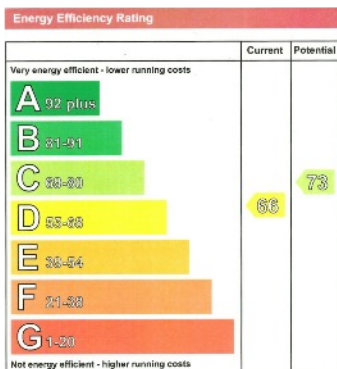 Energy Efficiency Rating
Current Potential
Very energy efficient - lower running costs
A 92 plus
B 81-91
C 69-80
73
D 55-68
66
E 39-54
F 21-38
G 1-20
Not energy efficient - higher running costs